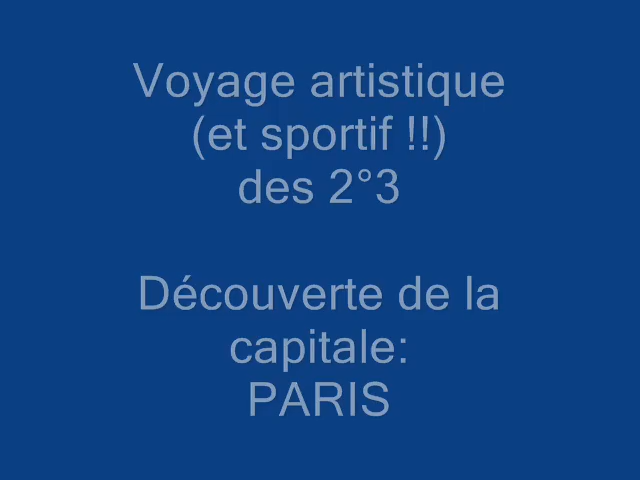 Voyage artistique
(et sportif !!)
des 2°3
Découverte de la
capitale:
PARIS